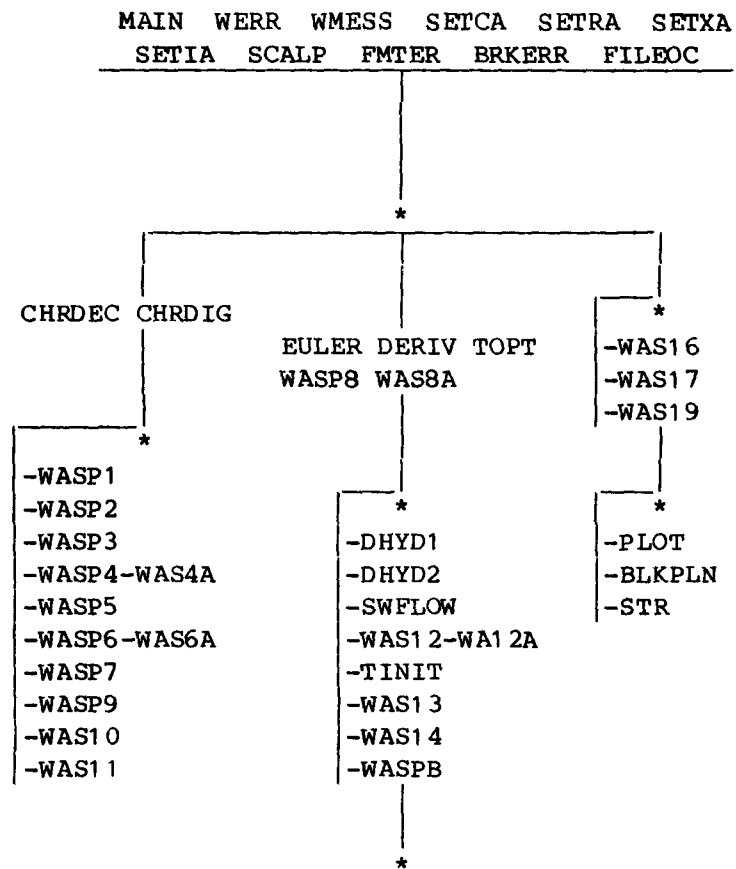 MAIN WERR WMESS SETCA SETRA SETXA
SETIA SCALP FMTER BRKERR FILEOC
*
CHRDEC CHRDIG
*
-WASP1
-WASP2
-WASP3
-WASP4-WAS4A
-WASP5
-WASP6-WAS6A
-WASP7
-WASP9
-WAS10
-WAS11
EULER DERIV TOPT
WASP8 WAS8A
*
-DHYD1
-DHYD2
-SWFLOW
-WAS12-WA12A
-TINIT
-WAS13
-WAS14
-WASPB
*
*
-WAS16
-WAS17
-WAS19
*
-PLOT
-BLKPLN
-STR